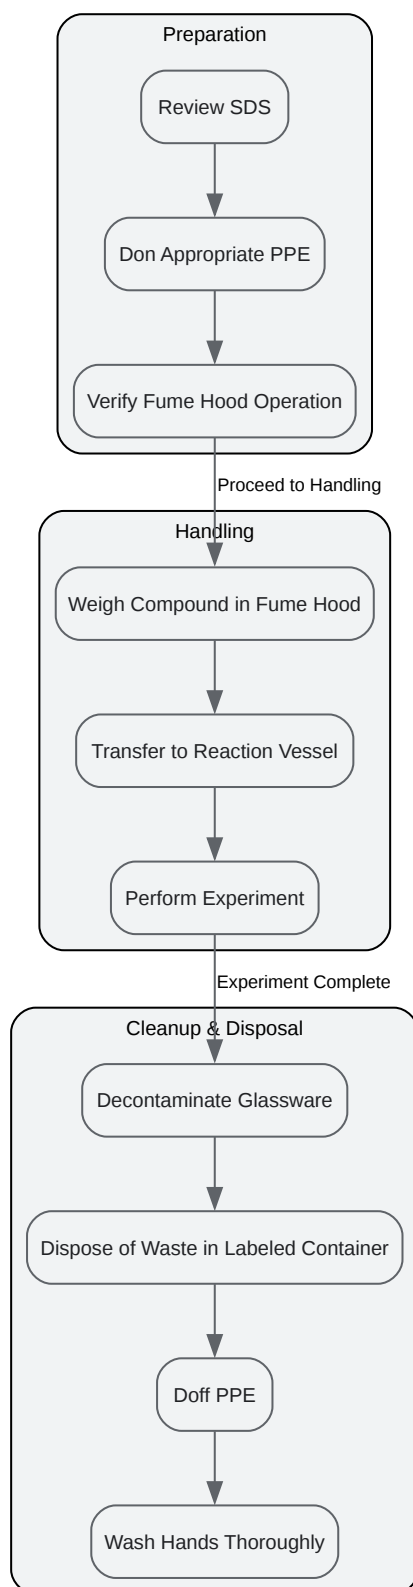 Preparation
Review SDS
Don Appropriate PPE
Verify Fume Hood Operation
Proceed to Handling
Handling
Weigh Compound in Fume Hood
Transfer to Reaction Vessel
Perform Experiment
Experiment Complete
Cleanup & Disposal
Decontaminate Glassware
Dispose of Waste in Labeled Container
Doff PPE
Wash Hands Thoroughly